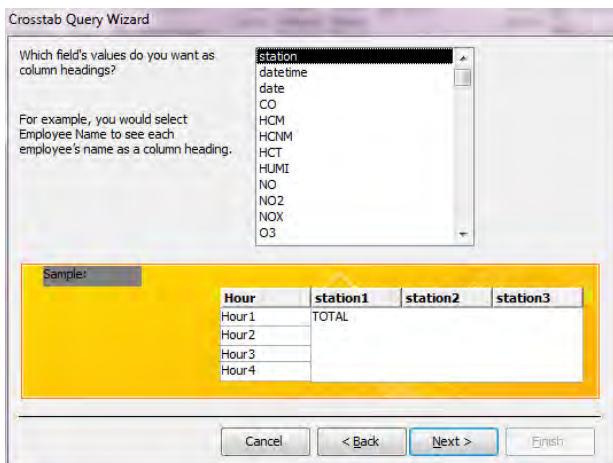 Crosstab Query Wizard
Which field's values do you want as
column headings?
For example, you would select
Employee Name to see each
employee's name as a column heading.
station
datetime
date
CO
HCM
HCNM
HCT
HUMI
NO
NO2
NOX
O3
Sample:
Hour station1 station2 station3
Hour1 TOTAL
Hour2
Hour3
Hour4
Cancel < Back Next > Finish